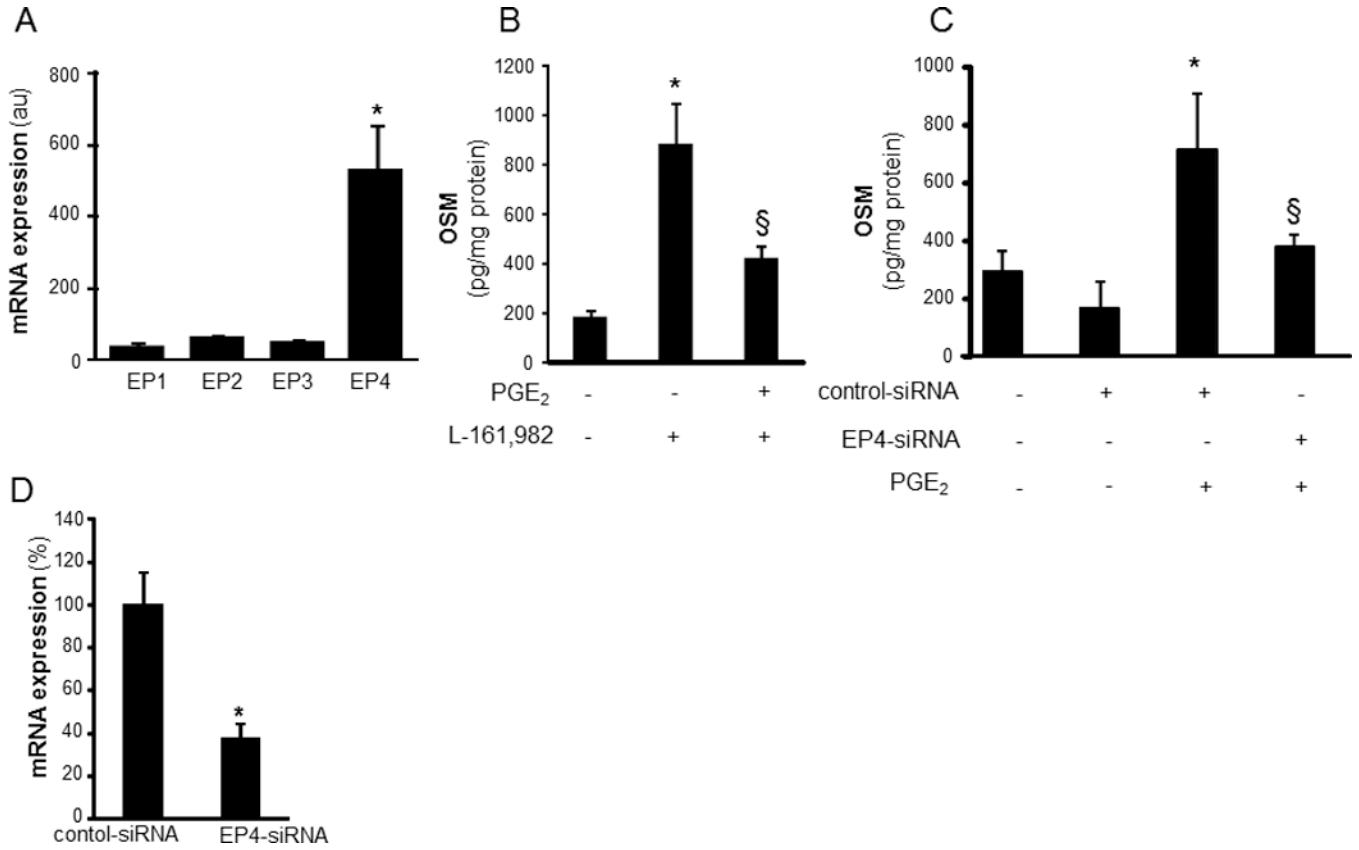 A
mRNA expression (au)
800
600
400
200
0
*
EP1 EP2 EP3 EP4
B
OSM
(pg/mg protein)
1200
1000
800
600
400
200
0
*
§
PGE2 - - +
L-161,982 - + +
C
OSM
(pg/mg protein)
1000
800
600
400
200
0
*
§
control-siRNA - + + -
EP4-siRNA - - - +
PGE2 - - + +
D
mRNA expression (%)
140
120
100
80
60
40
20
0
*
contol-siRNA EP4-siRNA